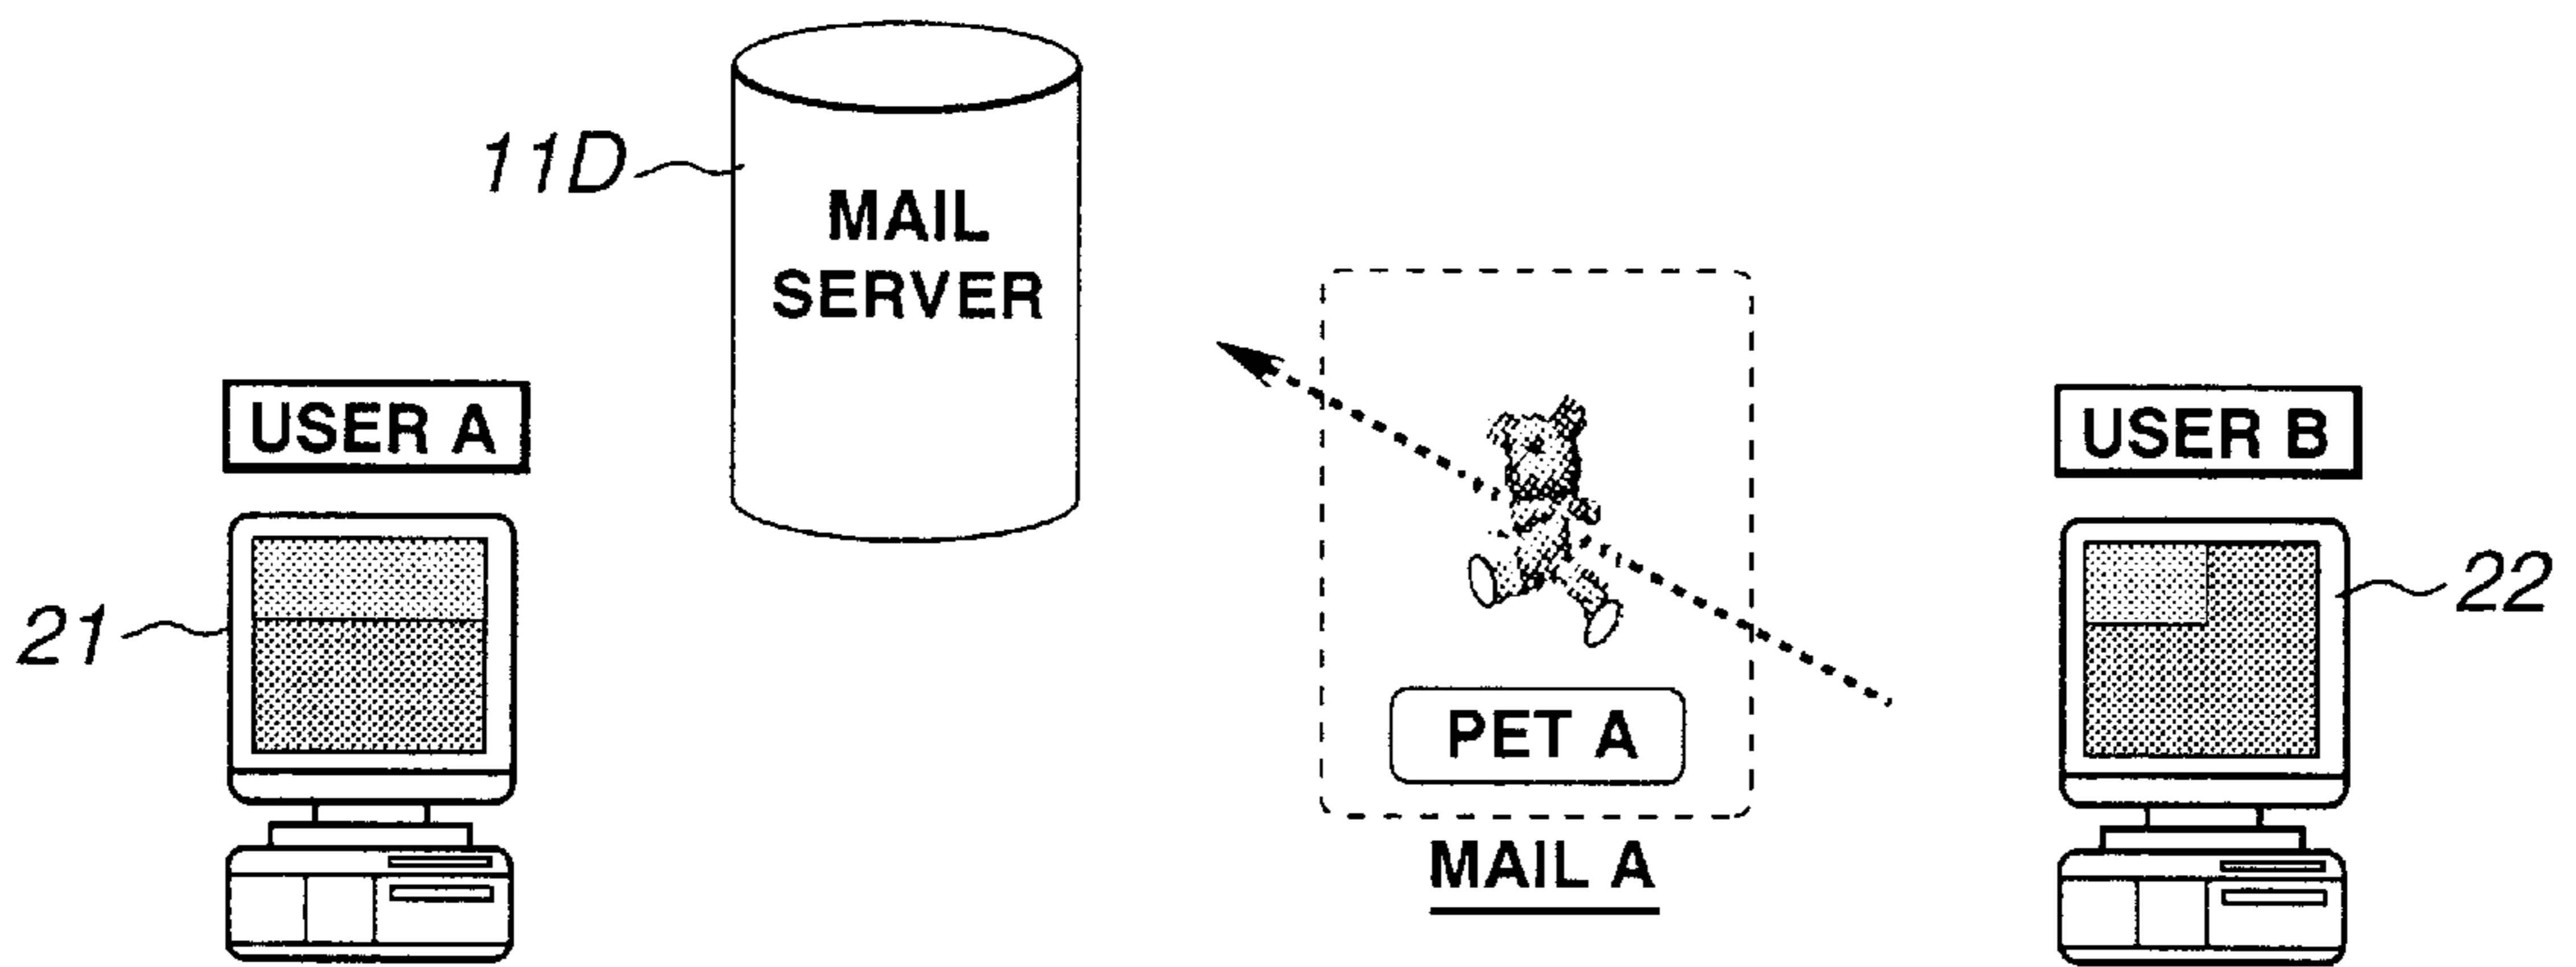 11D
MAIL
SERVER
USER A
USER B
21
22
PET A
MAIL A